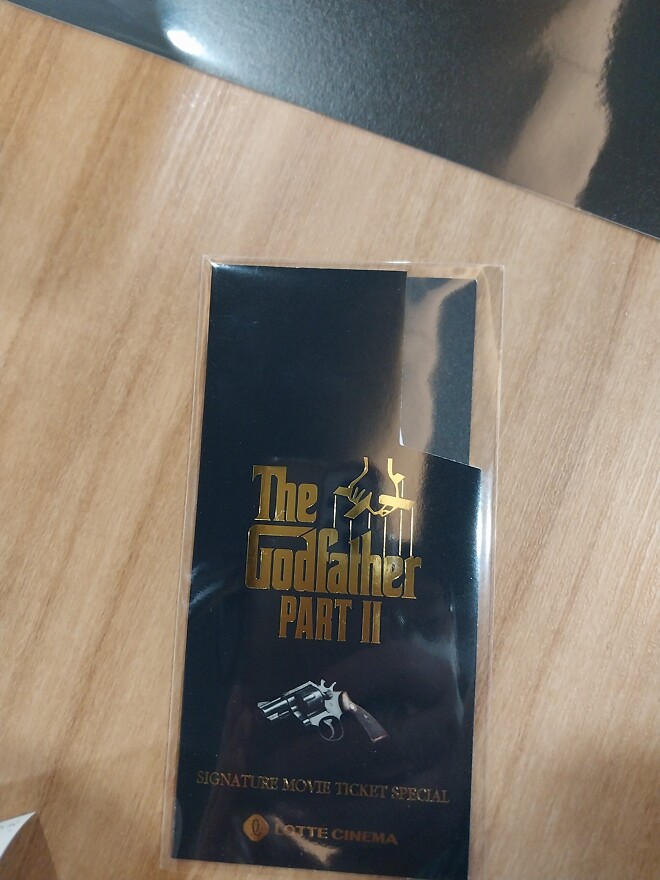 The
Godfather
PART II
SIGNATURE MOVIE TICKET SPECIAL
LOTTE CINEMA